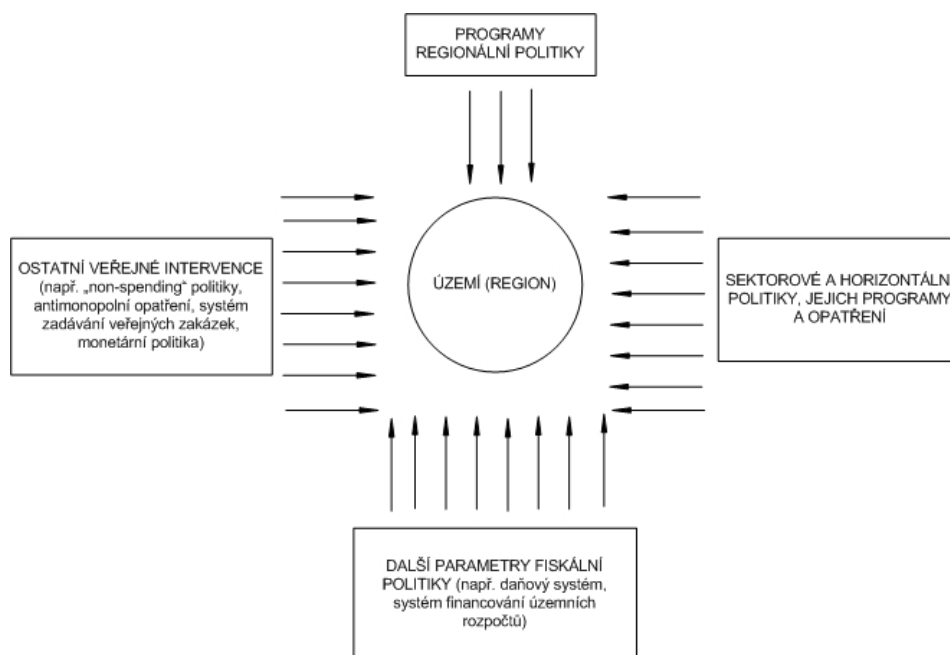 PROGRAMY
REGIONÁLNÍ POLITIKY
OSTATNÍ VEŘEJNÉ INTERVENCE
(např. „non-spending“ politiky,
antimonopolní opatření, systém
zadávání veřejných zakázek,
monetární politika)
ÚZEMÍ (REGION)
SEKTOROVÉ A HORIZONTÁLN
POLITIKY, JEJICH PROGRAMY
A OPATŘENÍ
DALŠÍ PARAMETRY FISKÁLNÍ
POLITIKY (např. daňový systém,
systém financování územních
rozpočtů)